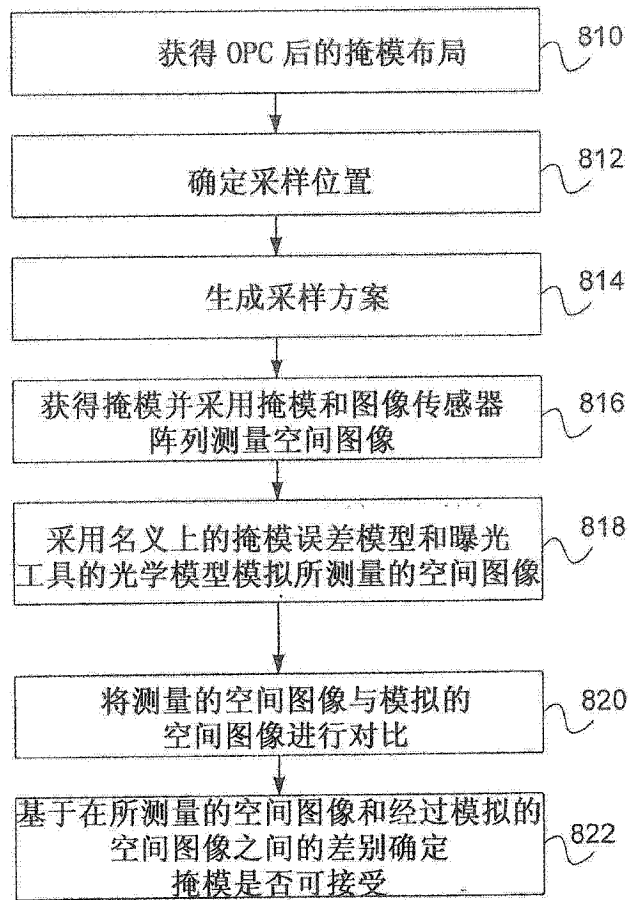 获得 OPC 后的掩模布局
810
确定采样位置
812
生成采样方案
814
获得掩模并采用掩模和图像传感器
阵列测量空间图像
816
采用名义上的掩模误差模型和曝光
工具的光学模型模拟所测量的空间图像
818
将测量的空间图像与模拟的
空间图像进行对比
820
基于在所测量的空间图像和经过模拟的
空间图像之间的差别确定
掩模是否可接受
822